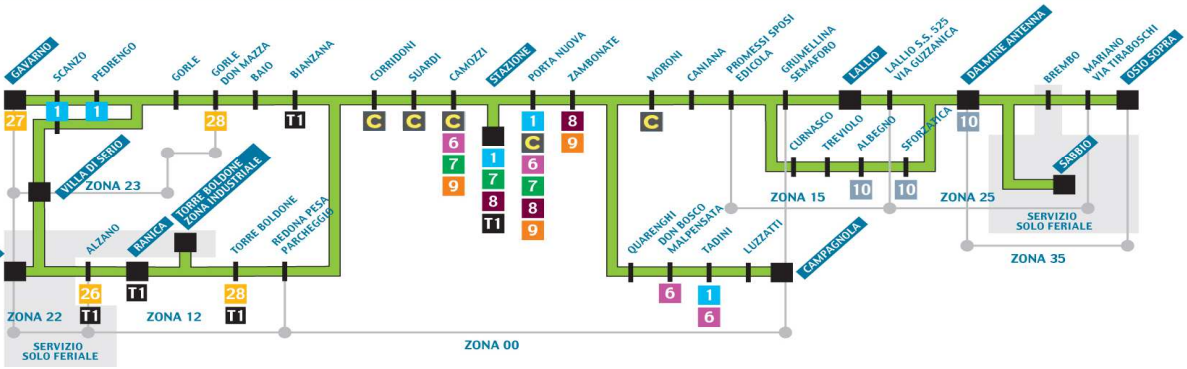 GAVARNO
SCANZO
PEDRENGO
GORLE
GORLE
DON MAZZA
BAIO
BIANZANA
CORRIDONI
SUARDI
CAMOZZI
STAZIONE
PORTA NUOVA
ZAMBONATE
MORONI
CANIANA
PROMESSI SPOSI
EDICOLA
GRUMELLINA
SEMAFORO
LALLIO
LALLIO S.S. 525
VIA GUZZANICA
DALMINE ANTENNA
BREMBO
MARIANO
VIA TIRABOSCHI
OSIO SOPRA
27
1
1
28
T1
C
C
C
6
7
9
1
7
8
T1
1
C
6
7
8
9
8
9
C
10
CURNASCO
TREVIOLO
ALBEGNO
SFORZATICA
10
10
SABBIO
VILLA DI SERIO
ZONA 23
TORRE BOLDONE
ZONA INDUSTRIALE
ZONA 15
ZONA 25
SERVIZIO
SOLO FERIALE
ALZANO
RANICA
TORRE BOLDONE
REDONA PESA
PARCHEGGIO
QUARENGHI
DON BOSCO
MALPENSATA
TADINI
LUZZATTI
CAMPAGNOLA
ZONA 35
26
T1
T1
28
T1
6
1
6
ZONA 22
ZONA 12
ZONA 00
SERVIZIO
SOLO FERIALE